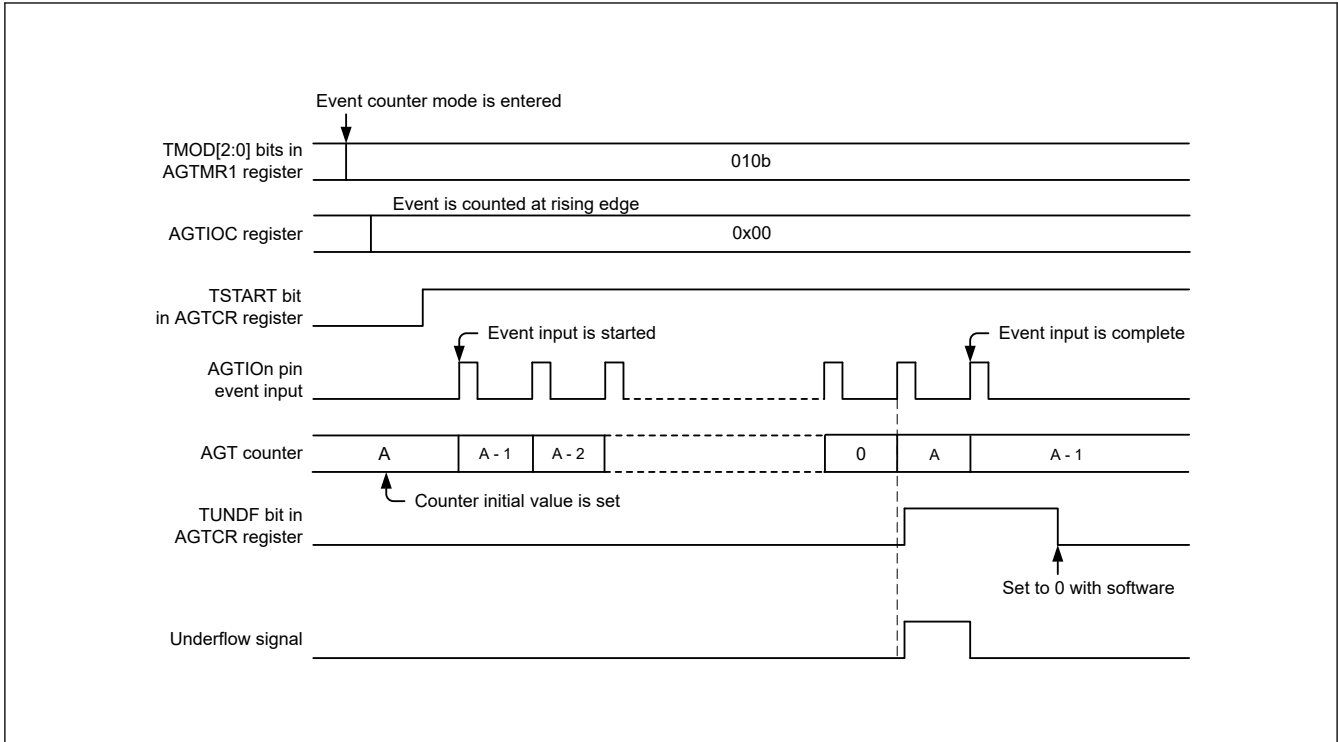 Event counter mode is entered
TMOD[2:0] bits in
AGTMR1 register
010b
Event is counted at rising edge
AGTIOC register
0x00
TSTART bit
in AGTCR register
Event input is started
Event input is complete
AGTIOn pin
event input
AGT counter
A
A - 1
A - 2
0
A
A - 1
Counter initial value is set
TUNDF bit in
AGTCR register
Set to 0 with software
Underflow signal